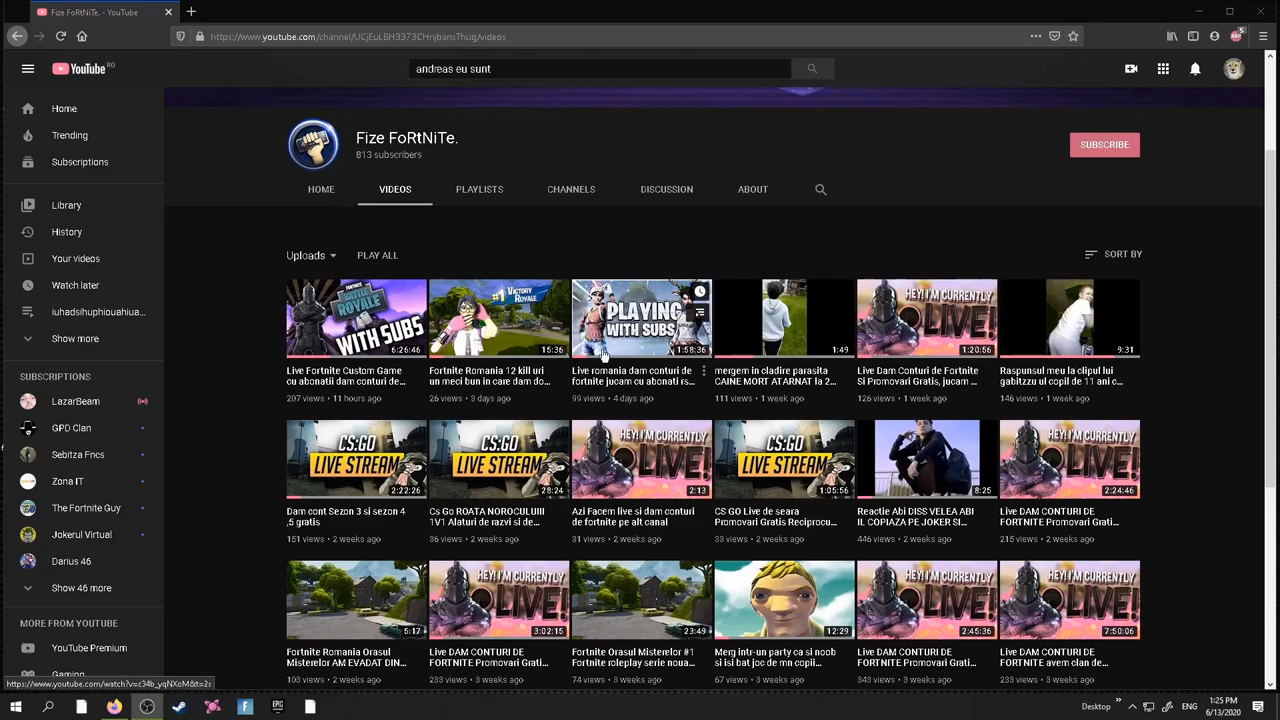 Fize FoRtNiTe. - YouTube
https://www.youtube.com/channel/UCjEuLBH3373CHnjbansThug/videos
YouTube RO
andreas eu sunt
Home
Trending
Subscriptions
Library
History
Your videos
Watch later
iuhadsihuphiouahiua...
Show more
SUBSCRIPTIONS
LazarBeam
GPD Clan
Sebitza Fncs
Zona IT
The Fortnite Guy
Jokerul Virtual
Darius 46
Show 46 more
MORE FROM YOUTUBE
YouTube Premium
Gaming
Fize FoRtNiTe.
813 subscribers
SUBSCRIBE
HOME VIDEOS PLAYLISTS CHANNELS DISCUSSION ABOUT
Uploads PLAY ALL SORT BY
FORTNITE
BATTLE ROYALE
WITH SUBS
6:26:46
Live Fortnite Custom Game
cu abonatii dam conturi de...
207 views • 11 hours ago
#1 VICTORY ROYALE
15:36
Fortnite Romania 12 kill uri
un meci bun in care dam do...
26 views • 3 days ago
PLAYING
WITH SUBS
1:58:36
Live romania dam conturi de
fortnite jucam cu abonati rs...
99 views • 4 days ago
1:49
mergem in cladire parasita
CAINE MORT ATARNAT la 2...
111 views • 1 week ago
HEY! I'M CURRENTLY
LIVE!
1:20:56
Live Dam Conturi de Fortnite
Si Promovari Gratis, jucam ...
126 views • 1 week ago
9:31
Raspunsul meu la clipul lui
gabitzzu ul copil de 11 ani c...
146 views • 1 week ago
CS:GO
LIVE STREAM
2:22:26
Dam cont Sezon 3 si sezon 4
,5 gratis
151 views • 2 weeks ago
CS:GO
LIVE STREAM
28:24
Cs Go ROATA NOROCULUIII
1V1 Alaturi de razvi si de...
36 views • 2 weeks ago
HEY! I'M CURRENTLY
LIVE!
2:13
Azi Facem live si dam conturi
de fortnite pe alt canal
31 views • 2 weeks ago
CS:GO
LIVE STREAM
1:05:56
CS GO Live de seara
Promovari Gratis Reciprocu...
33 views • 2 weeks ago
8:25
Reactie Abi DISS VELEA ABI
IL COPIAZA PE JOKER SI...
446 views • 2 weeks ago
HEY! I'M CURRENTLY
LIVE!
2:24:46
Live DAM CONTURI DE
FORTNITE Promovari Grati...
215 views • 2 weeks ago
5:17
Fortnite Romania Orasul
Misterelor AM EVADAT DIN...
103 views • 2 weeks ago
HEY! I'M CURRENTLY
LIVE!
3:02:15
Live DAM CONTURI DE
FORTNITE Promovari Grati...
233 views • 2 weeks ago
23:49
Fortnite Orasul Misterelor #1
Fortnite roleplay serie noua...
74 views • 3 weeks ago
12:29
Merg intr-un party ca si noob
si isi bat joc de mn copii...
67 views • 3 weeks ago
HEY! I'M CURRENTLY
LIVE!
2:45:36
Live DAM CONTURI DE
FORTNITE Promovari Grati...
343 views • 3 weeks ago
HEY! I'M CURRENTLY
LIVE!
7:50:06
Live DAM CONTURI DE
FORTNITE avem clan de...
233 views • 3 weeks ago
https://www.youtube.com/watch?v=c34b_yqNXoM&t=2s
Desktop
ENG
1:25 PM
6/13/2020